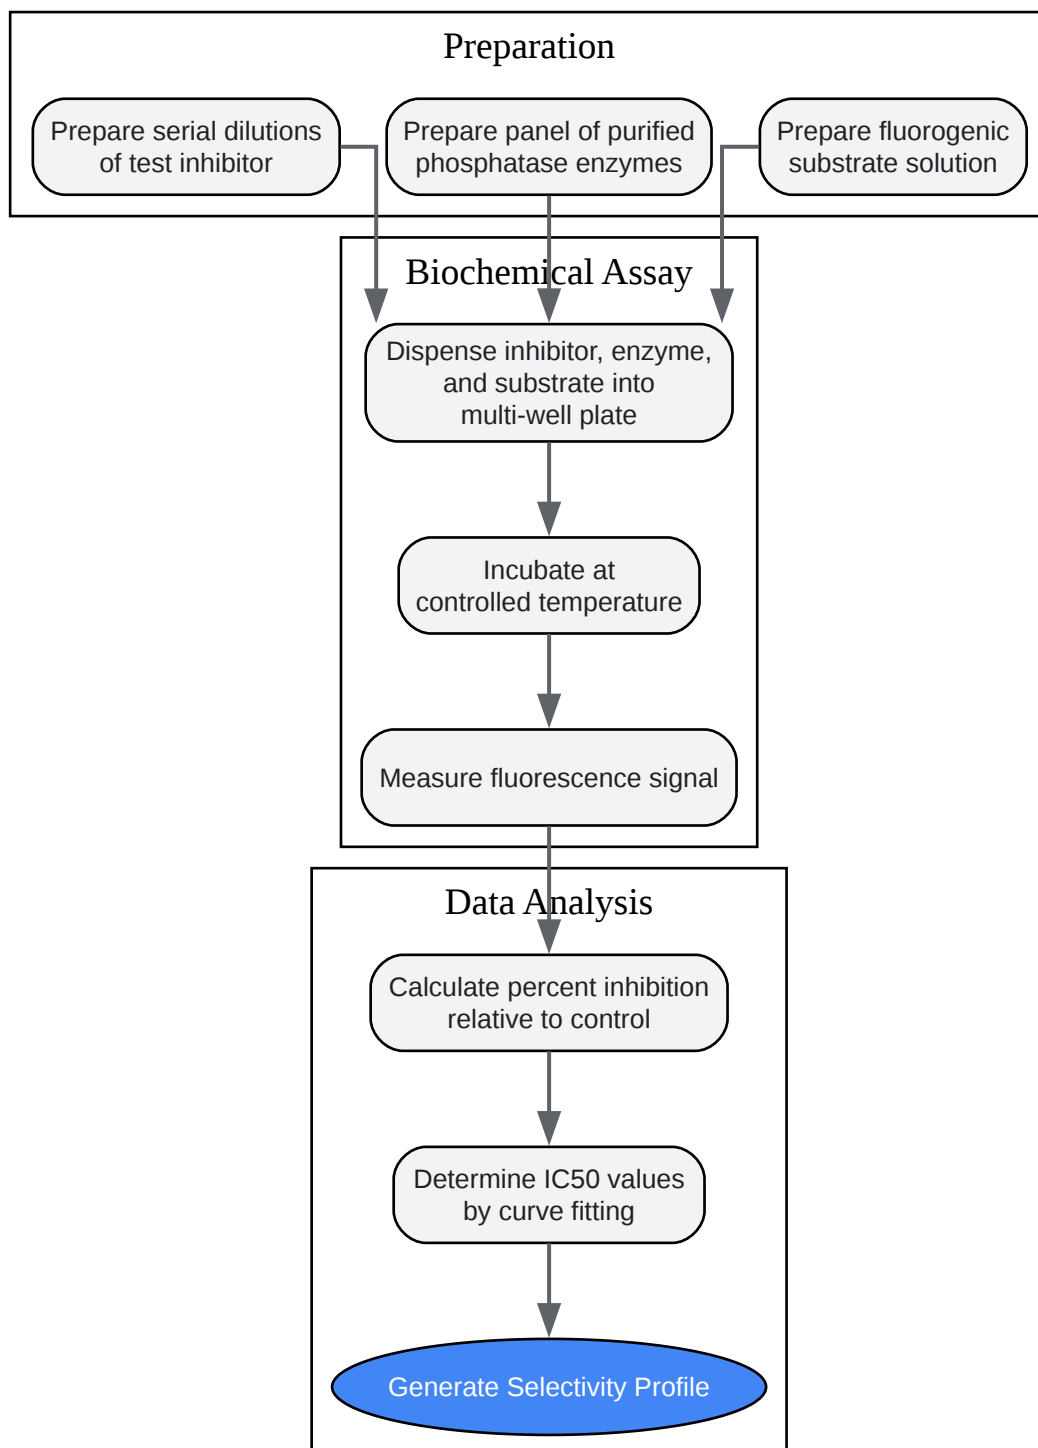 Preparation
Prepare serial dilutions
of test inhibitor
Prepare panel of purified
phosphatase enzymes
Prepare fluorogenic
substrate solution
Biochemical Assay
Dispense inhibitor, enzyme,
and substrate into
multi-well plate
Incubate at
controlled temperature
Measure fluorescence signal
Data Analysis
Calculate percent inhibition
relative to control
Determine IC50 values
by curve fitting
Generate Selectivity Profile